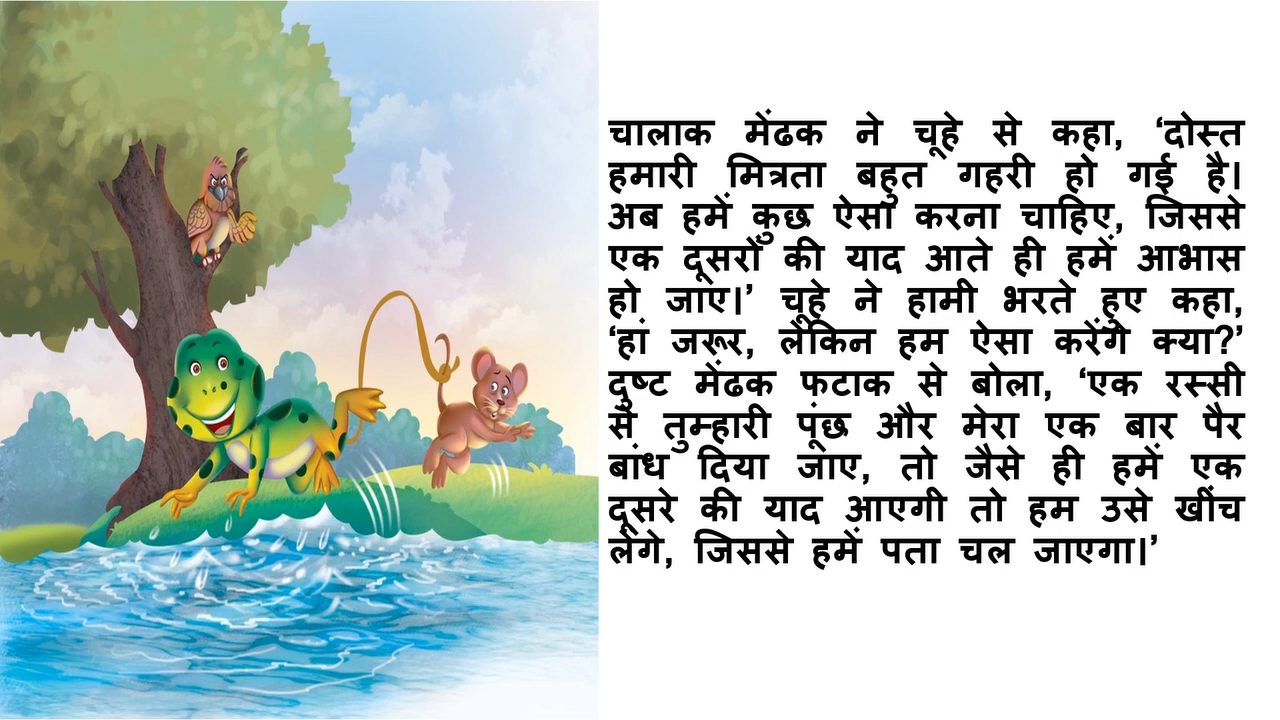 चालाक मेंढक ने चूहे से कहा, ‘दोस्त
हमारी मित्रता बहुत गहरी हो गई है।
अब हमें कुछ ऐसा करना चाहिए, जिससे
एक दूसरों की याद आते ही हमें आभास
हो जाए।’ चूहे ने हामी भरते हुए कहा,
‘हां जरूर, लेकिन हम ऐसा करेंगे क्या?’
दुष्ट मेंढक फ़टाक से बोला, ‘एक रस्सी
से तुम्हारी पूंछ और मेरा एक बार पैर
बांध दिया जाए, तो जैसे ही हमें एक
दूसरे की याद आएगी तो हम उसे खींच
लेंगे, जिससे हमें पता चल जाएगा।’